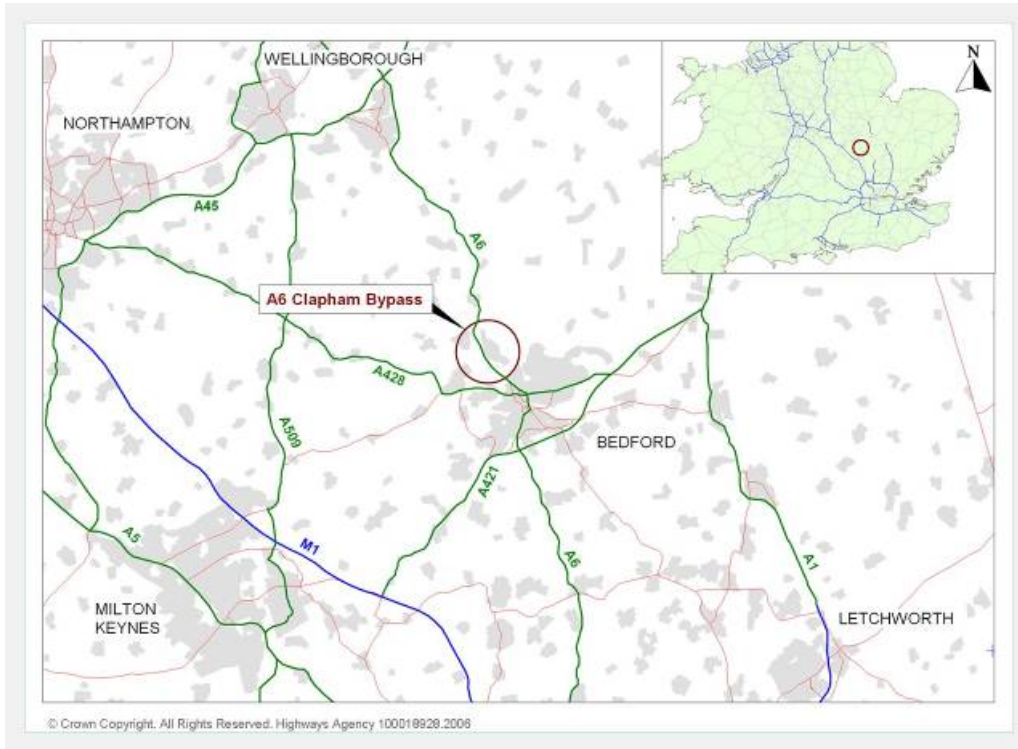 WELLINGBOROUGH
N
NORTHAMPTON
A45
A6
A6 Clapham Bypass
A428
A509
BEDFORD
A421
A5
M1
A6
A1
MILTON
KEYNES
LETCHWORTH
© Crown Copyright. All Rights Reserved. Highways Agency 100018928.2006